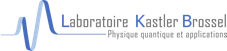 Laboratoire Kastler Brossel
Physique quantique et applications